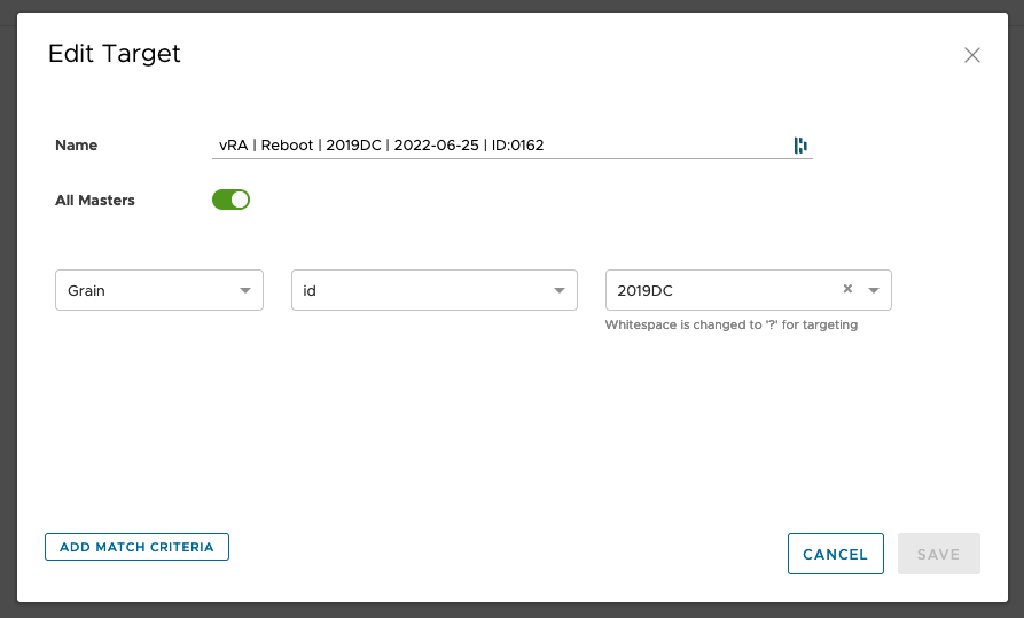 Edit Target
Name
vRA | Reboot | 2019DC | 2022-06-25 | ID:0162
All Masters
Grain
id
2019DC
Whitespace is changed to '?' for targeting
ADD MATCH CRITERIA
CANCEL
SAVE